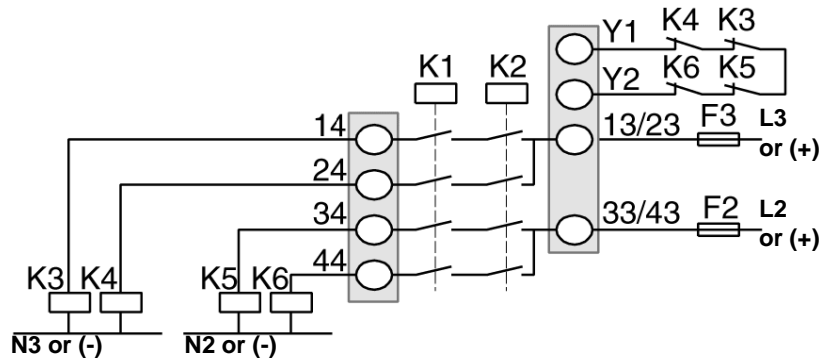 Y1 K4 K3
K1 K2 Y2 K6 K5
14 13/23 F3 L3
or (+)
24
34 33/43 F2 L2
or (+)
44
K3 K4 K5 K6
N3 or (-) N2 or (-)